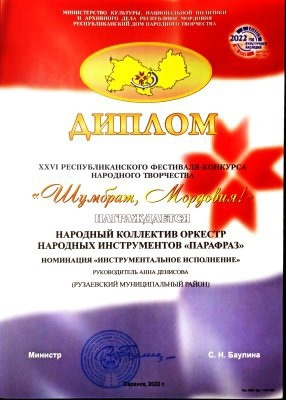 МИНИСТЕРСТВО КУЛЬТУРЫ, НАЦИОНАЛЬНОЙ ПОЛИТИКИ
И АРХИВНОГО ДЕЛА РЕСПУБЛИКИ МОРДОВИЯ
РЕСПУБЛИКАНСКИЙ ДОМ НАРОДНОГО ТВОРЧЕСТВА
2022
ДИПЛОМ
XXVI РЕСПУБЛИКАНСКОГО ФЕСТИВАЛЯ-КОНКУРСА
НАРОДНОГО ТВОРЧЕСТВА
«Шумбрат, Мордовия!»
НАГРАЖДАЕТСЯ
НАРОДНЫЙ КОЛЛЕКТИВ ОРКЕСТР
НАРОДНЫХ ИНСТРУМЕНТОВ «ПАРАФРАЗ»
НОМИНАЦИЯ «ИНСТРУМЕНТАЛЬНОЕ ИСПОЛНЕНИЕ»
РУКОВОДИТЕЛЬ АННА ДЕНИСОВА
(РУЗАЕВСКИЙ МУНИЦИПАЛЬНЫЙ РАЙОН)
Министр
С. Н. Баулина
Саранск, 2022 г.